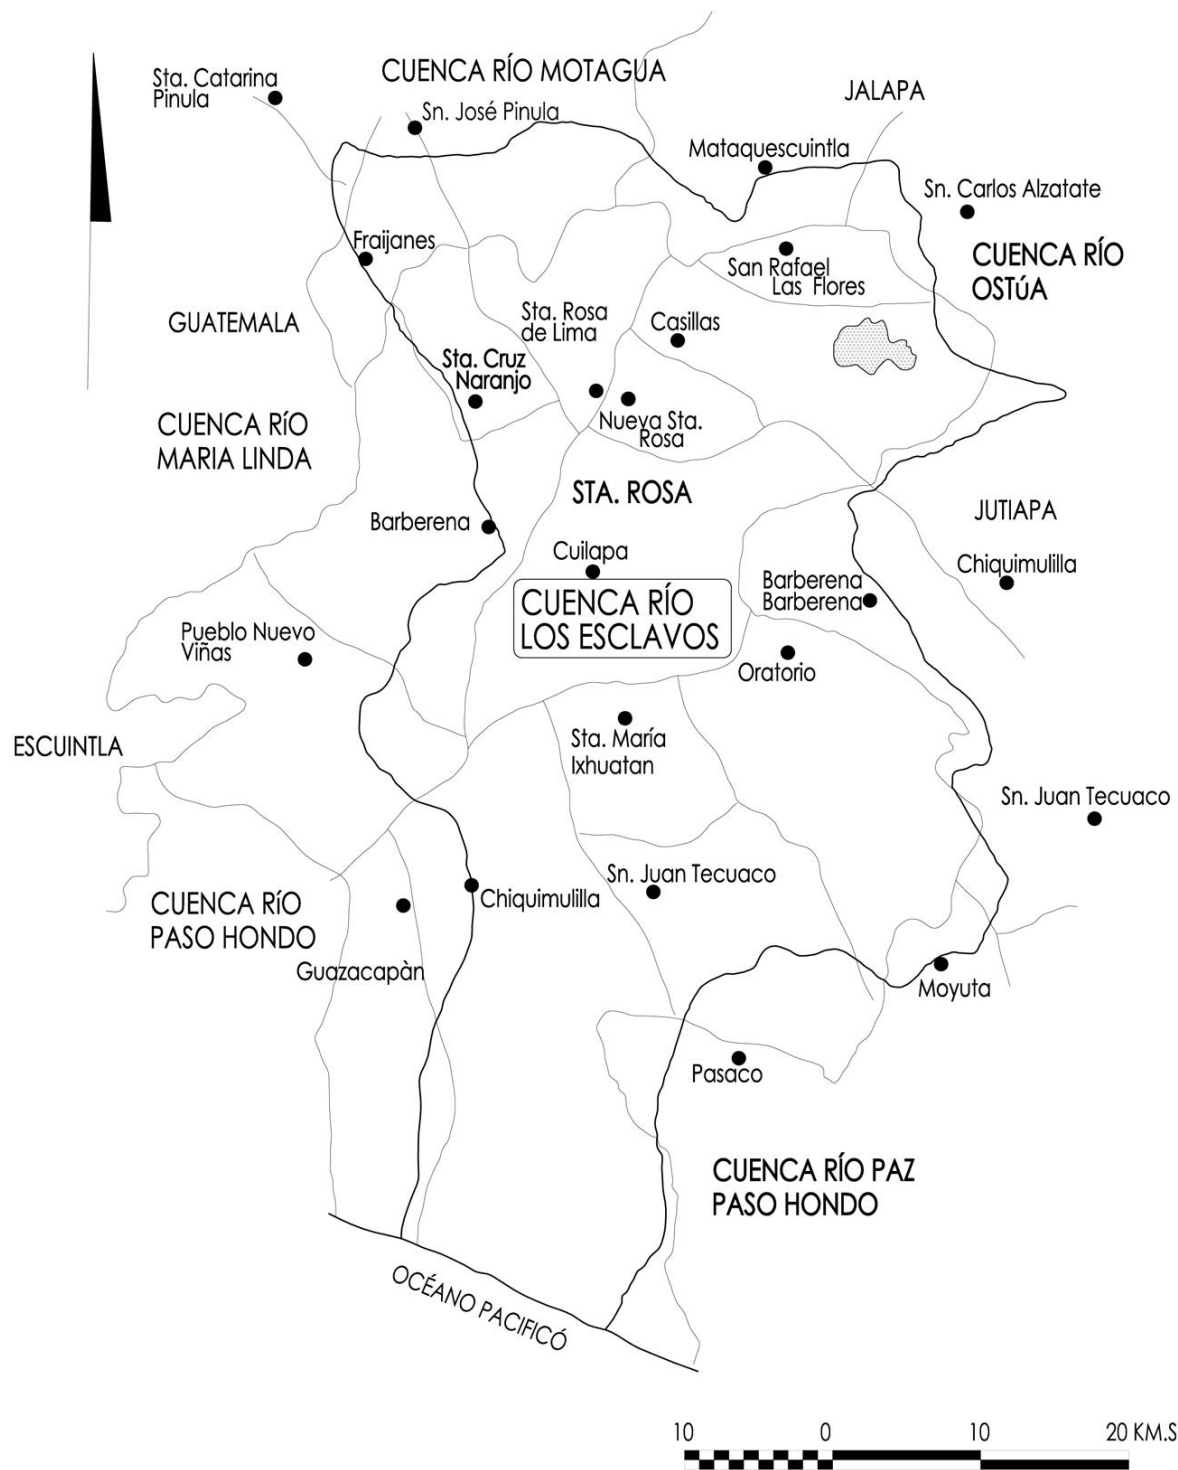 CUENCA RÍO MOTAGUA
Sta. Catarina
Pinula
JALAPA
Sn. José Pinula
Mataquescuintla
Sn. Carlos Alzatate
Fraijanes
CUENCA RÍO
OSTúA
San Rafael
Las Flores
GUATEMALA
Sta. Rosa
de Lima
Casillas
Sta. Cruz
Naranjo
CUENCA RíO
MARIA LINDA
Nueva Sta.
Rosa
STA. ROSA
Barberena
JUTIAPA
Cuilapa
Chiquimulilla
Barberena
Barberena
CUENCA RÍO
LOS ESCLAVOS
Pueblo Nuevo
Viñas
Oratorio
ESCUINTLA
Sta. María
Ixhuatan
Sn. Juan Tecuaco
Sn. Juan Tecuaco
Chiquimulilla
CUENCA RíO
PASO HONDO
Guazacapàn
Moyuta
Pasaco
CUENCA RÍO PAZ
PASO HONDO
OCÉANO PACIFICÓ
10 0 10 20 KM.S